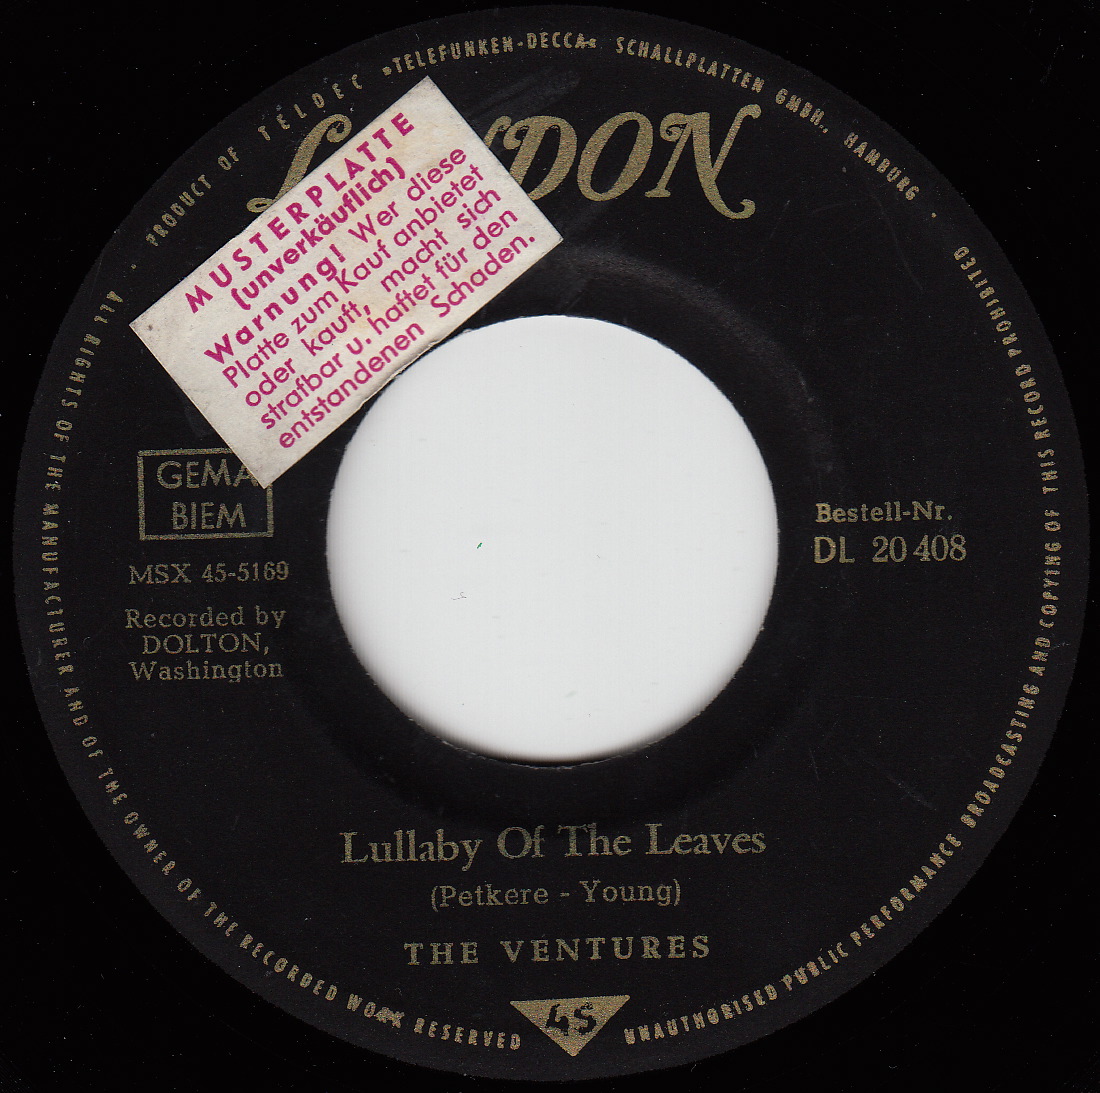 PRODUCT OF TELDEC »TELEFUNKEN-DECCA« SCHALLPLATTEN GMBH., HAMBURG ·
MUSTERPLATTE
(unverkäuflich)
Warnung! Wer diese
Platte zum Kauf anbietet
oder kauft, macht sich
strafbar u. haftet für den
entstandenen Schaden.
GEMA
BIEM
MSX 45-5169
Recorded by
DOLTON,
Washington
Bestell-Nr.
DL 20 408
Lullaby Of The Leaves
(Petkere - Young)
THE VENTURES
45
ALL RIGHTS OF THE MANUFACTURER AND OF THE OWNER OF THE RECORDED WORK RESERVED
UNAUTHORISED PUBLIC PERFORMANCE BROADCASTING AND COPYING OF THIS RECORD PROHIBITED